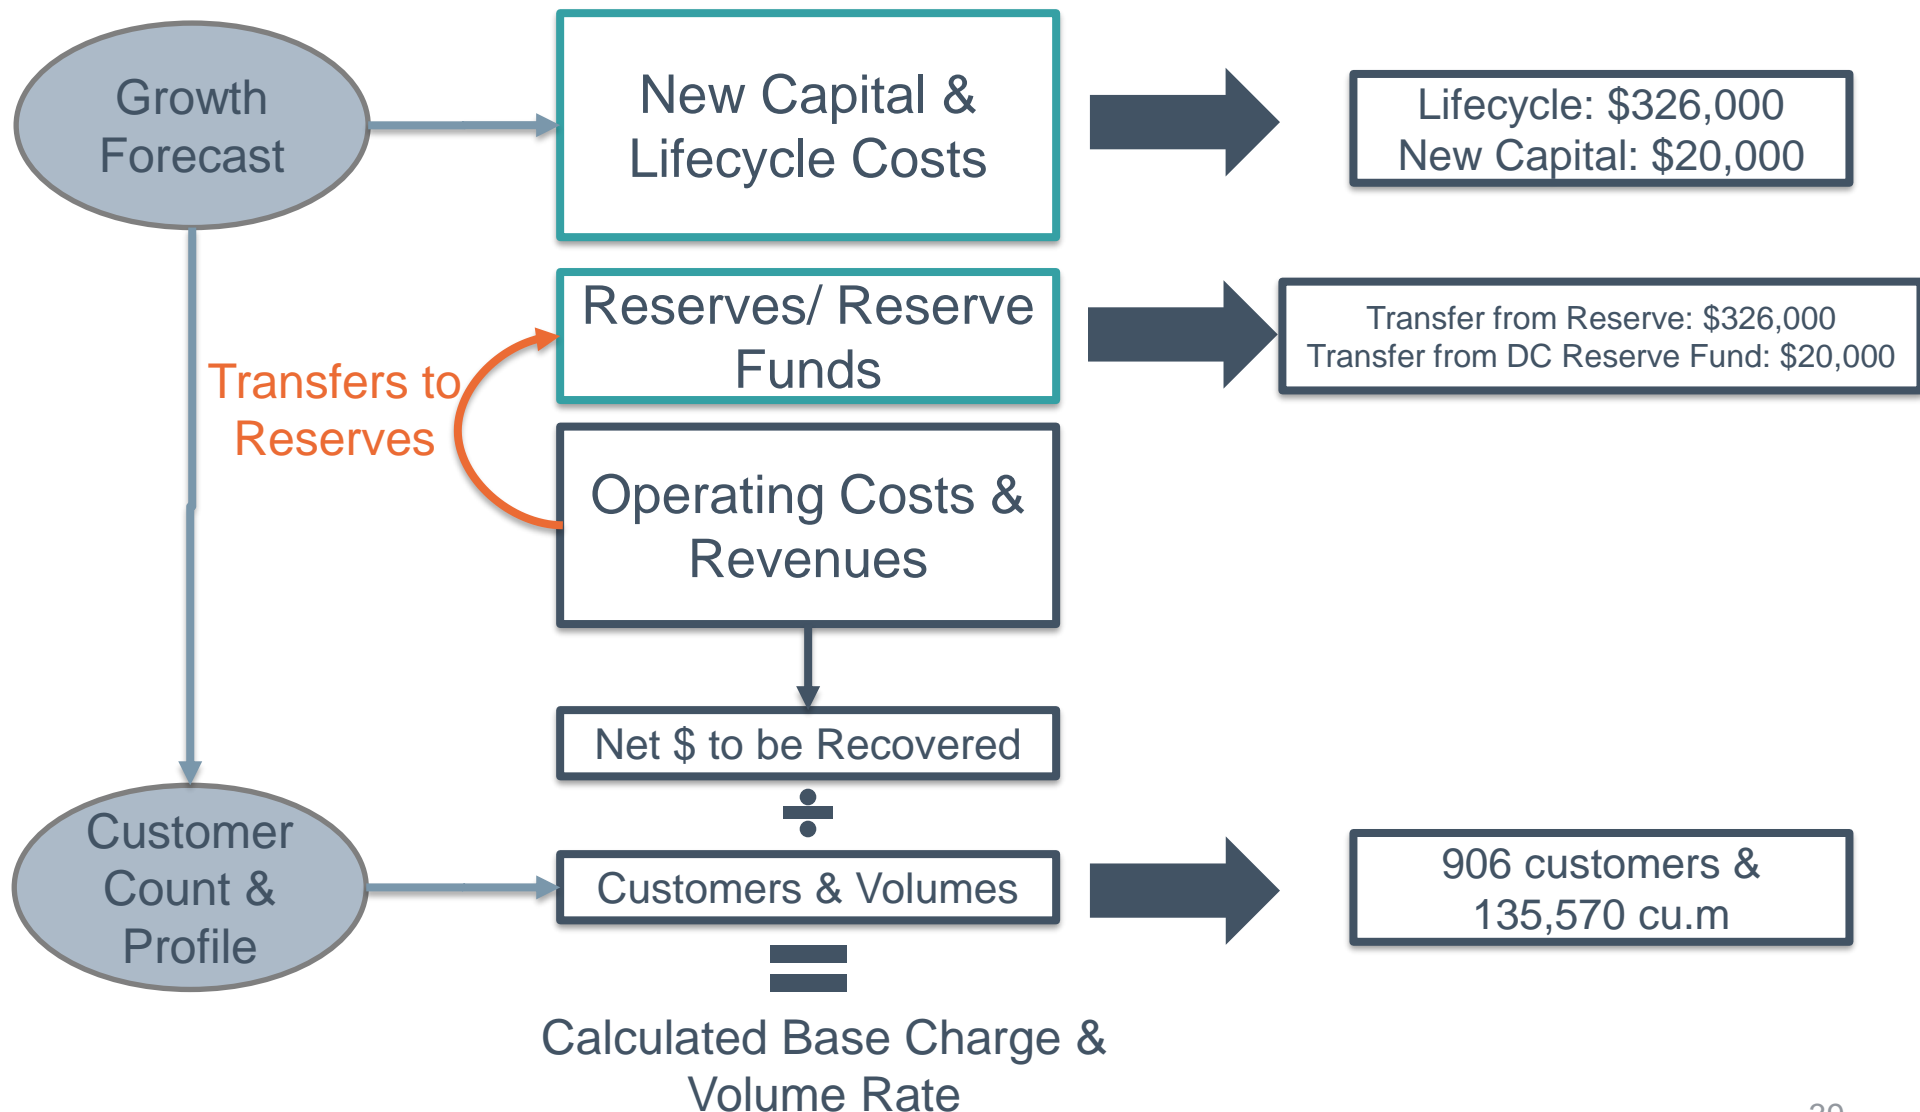 Growth
Forecast
New Capital &
Lifecycle Costs
Lifecycle: $326,000
New Capital: $20,000
Reserves/ Reserve
Funds
Transfer from Reserve: $326,000
Transfer from DC Reserve Fund: $20,000
Transfers to
Reserves
Operating Costs &
Revenues
Net $ to be Recovered
÷
Customer
Count &
Profile
Customers & Volumes
906 customers &
135,570 cu.m
=
Calculated Base Charge &
Volume Rate